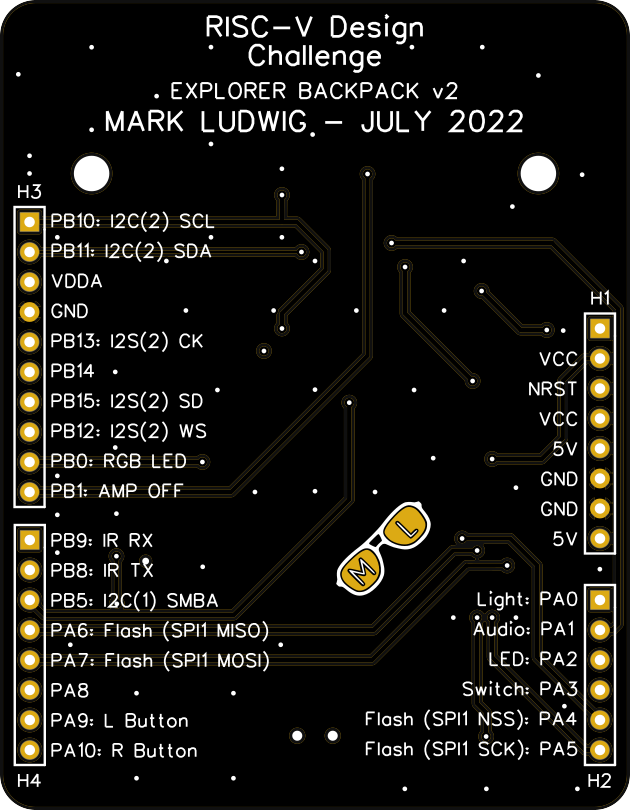 RISC-V Design
Challenge
EXPLORER BACKPACK v2
MARK LUDWIG - JULY 2022
H3
PB10: I2C(2) SCL
PB11: I2C(2) SDA
VDDA
GND
PB13: I2S(2) CK
PB14
PB15: I2S(2) SD
PB12: I2S(2) WS
PB0: RGB LED
PB1: AMP OFF
H1
VCC
NRST
VCC
5V
GND
GND
5V
M L
PB9: IR RX
PB8: IR TX
PB5: I2C(1) SMBA
PA6: Flash (SPI1 MISO)
PA7: Flash (SPI1 MOSI)
PA8
PA9: L Button
PA10: R Button
H4
Light: PA0
Audio: PA1
LED: PA2
Switch: PA3
Flash (SPI1 NSS): PA4
Flash (SPI1 SCK): PA5
H2